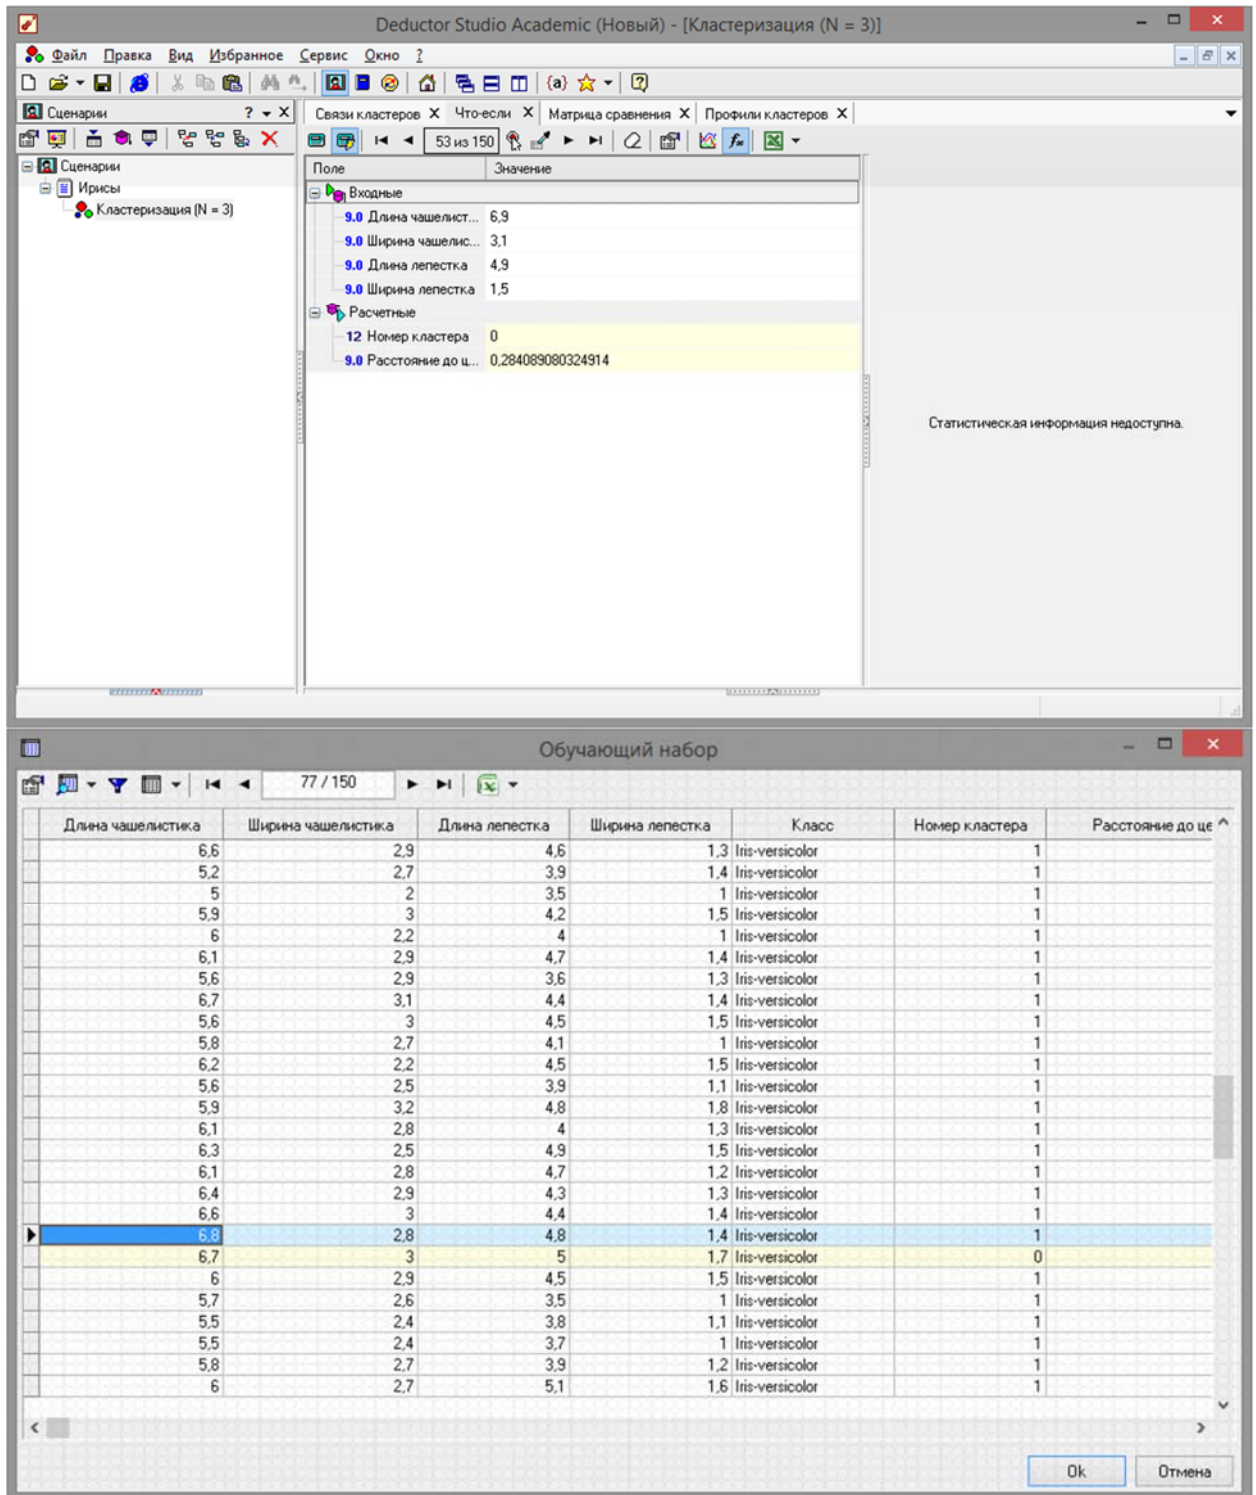 Deductor Studio Academic (Новый) - [Кластеризация (N = 3)]
Файл Правка Вид Избранное Сервис Окно ?
Сценарии ?
Связи кластеров X Что-если X Матрица сравнения X Профили кластеров X
53 из 150
Сценарии
Ирисы
Кластеризация (N = 3)
Поле Значение
Входные
9.0 Длина чашелист... 6,9
9.0 Ширина чашелис... 3,1
9.0 Длина лепестка 4,9
9.0 Ширина лепестка 1,5
Расчетные
12 Номер кластера 0
9.0 Расстояние до ц... 0,284089080324914
Статистическая информация недоступна.
Обучающий набор
77 / 150
Длина чашелистика Ширина чашелистика Длина лепестка Ширина лепестка Класс Номер кластера Расстояние до це
6,6 2,9 4,6 1,3 Iris-versicolor 1
5,2 2,7 3,9 1,4 Iris-versicolor 1
5 2 3,5 1 Iris-versicolor 1
5,9 3 4,2 1,5 Iris-versicolor 1
6 2,2 4 1 Iris-versicolor 1
6,1 2,9 4,7 1,4 Iris-versicolor 1
5,6 2,9 3,6 1,3 Iris-versicolor 1
6,7 3,1 4,4 1,4 Iris-versicolor 1
5,6 3 4,5 1,5 Iris-versicolor 1
5,8 2,7 4,1 1 Iris-versicolor 1
6,2 2,2 4,5 1,5 Iris-versicolor 1
5,6 2,5 3,9 1,1 Iris-versicolor 1
5,9 3,2 4,8 1,8 Iris-versicolor 1
6,1 2,8 4 1,3 Iris-versicolor 1
6,3 2,5 4,9 1,5 Iris-versicolor 1
6,1 2,8 4,7 1,2 Iris-versicolor 1
6,4 2,9 4,3 1,3 Iris-versicolor 1
6,6 3 4,4 1,4 Iris-versicolor 1
6,8 2,8 4,8 1,4 Iris-versicolor 1
6,7 3 5 1,7 Iris-versicolor 0
6 2,9 4,5 1,5 Iris-versicolor 1
5,7 2,6 3,5 1 Iris-versicolor 1
5,5 2,4 3,8 1,1 Iris-versicolor 1
5,5 2,4 3,7 1 Iris-versicolor 1
5,8 2,7 3,9 1,2 Iris-versicolor 1
6 2,7 5,1 1,6 Iris-versicolor 1
Ok Отмена